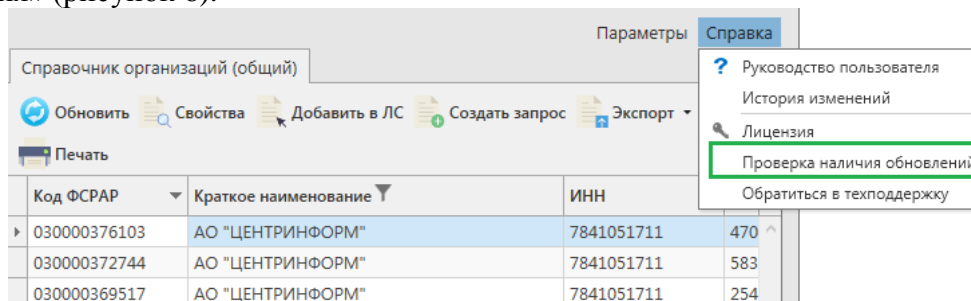 (рисунок 6).
Параметры Справка
Справочник организаций (общий)
? Руководство пользователя
Обновить Свойства Добавить в ЛС Создать запрос Экспорт
История изменений
Лицензия
Печать
Проверка наличия обновлений
Код ФСРАР Краткое наименование ИНН
Обратиться в техподдержку
030000376103 АО "ЦЕНТРИНФОРМ" 7841051711 470
030000372744 АО "ЦЕНТРИНФОРМ" 7841051711 583
030000369517 АО "ЦЕНТРИНФОРМ" 7841051711 254